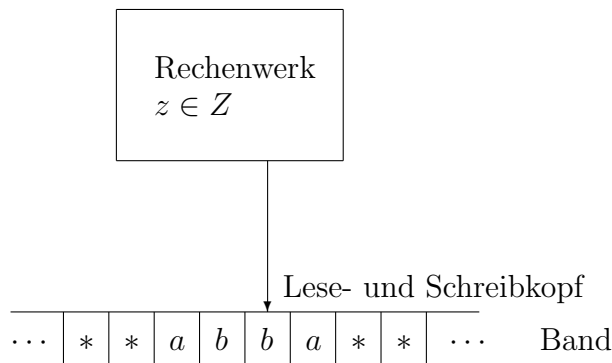 Rechenwerk
z ∈ Z
Lese- und Schreibkopf
··· * * a b b a * * ··· Band